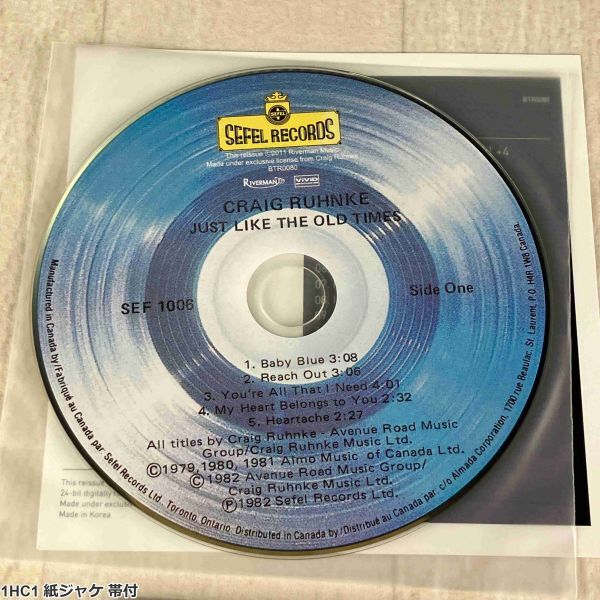 SEFEL
SEFEL RECORDS
This reissue ℗2011 Riverman Music
Made under exclusive license from Craig Ruhnke
BTR0080
RIVERMAN VIVID
CRAIG RUHNKE
JUST LIKE THE OLD TIMES
SEF 1006
Side One
1. Baby Blue 3:08
2. Reach Out 3:06
3. You're All That I Need 4:01
4. My Heart Belongs to You 2:32
5. Heartache 2:27
All titles by Craig Ruhnke - Avenue Road Music
Group/Craig Ruhnke Music Ltd.
©1979, 1980, 1981 Almo Music of Canada Ltd.
©1982 Avenue Road Music Group/
Craig Ruhnke Music Ltd.
℗1982 Sefel Records Ltd.
Manufactured in Canada by/Fabriqué au Canada par: Sefel Records Ltd. Toronto, Ontario. Distributed in Canada by/Distribué au Canada par: c/o Almada Corporation, 1700 rue Beaulac, St. Laurent, P.Q. H4R 1W8 Canada.
BTR0080
+4
This reissue
24-bit digitally
Made under exclus
Made in Korea
1HC1 紙ジャケ 帯付